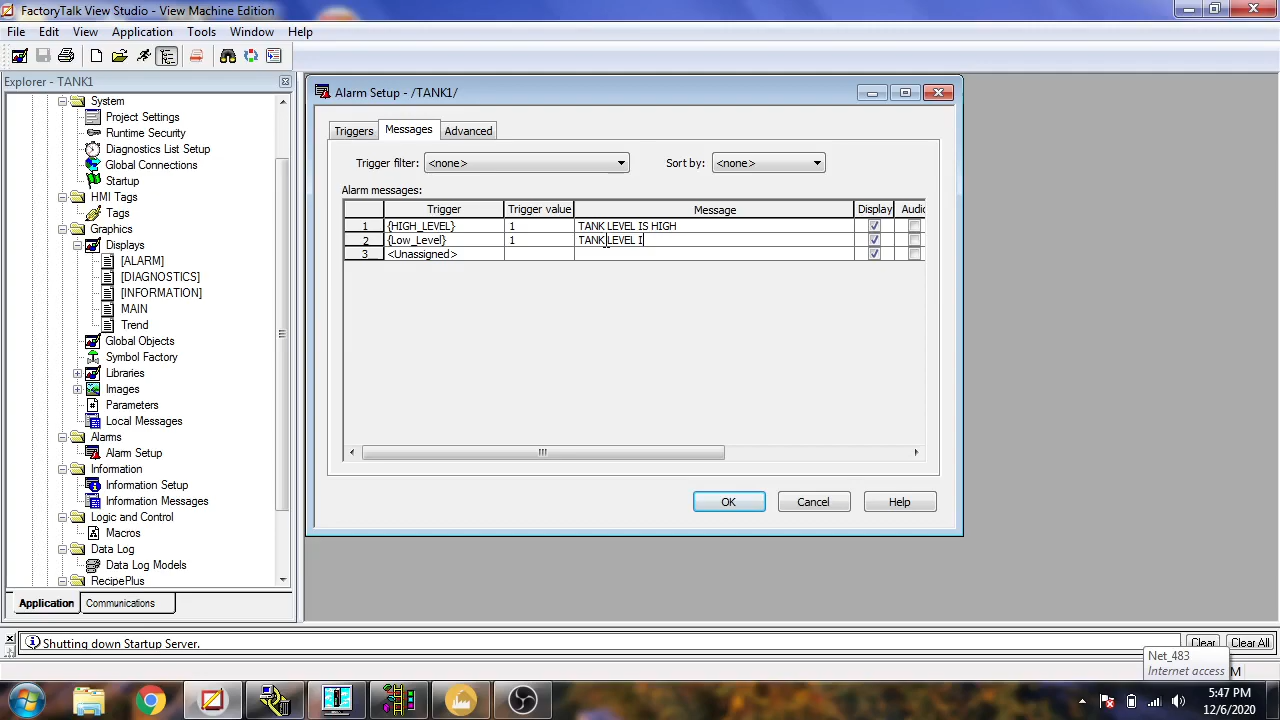 FactoryTalk View Studio - View Machine Edition
File Edit View Application Tools Window Help
Explorer - TANK1
System
Project Settings
Runtime Security
Diagnostics List Setup
Global Connections
Startup
HMI Tags
Tags
Graphics
Displays
[ALARM]
[DIAGNOSTICS]
[INFORMATION]
MAIN
Trend
Global Objects
Symbol Factory
Libraries
Images
Parameters
Local Messages
Alarms
Alarm Setup
Information
Information Setup
Information Messages
Logic and Control
Macros
Data Log
Data Log Models
RecipePlus
Application Communications
Alarm Setup - /TANK1/
Triggers Messages Advanced
Trigger filter: <none> Sort by: <none>
Alarm messages:
Trigger Trigger value Message Display Audio
1 {HIGH_LEVEL} 1 TANK LEVEL IS HIGH
2 {Low_Level} 1 TANK LEVEL I
3 <Unassigned>
OK Cancel Help
Shutting down Startup Server. Clear Clear All
Net_483
Internet access
M
5:47 PM
12/6/2020